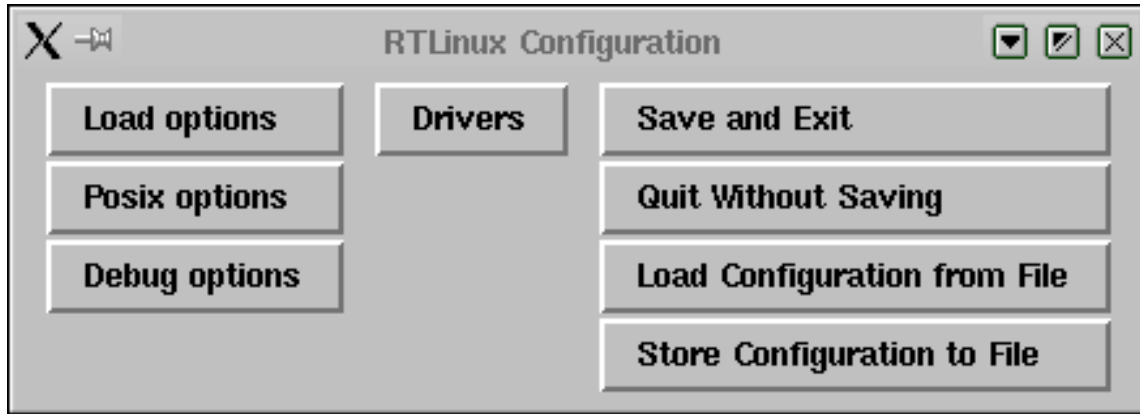 RTLinux Configuration
Load options
Drivers
Save and Exit
Posix options
Quit Without Saving
Debug options
Load Configuration from File
Store Configuration to File